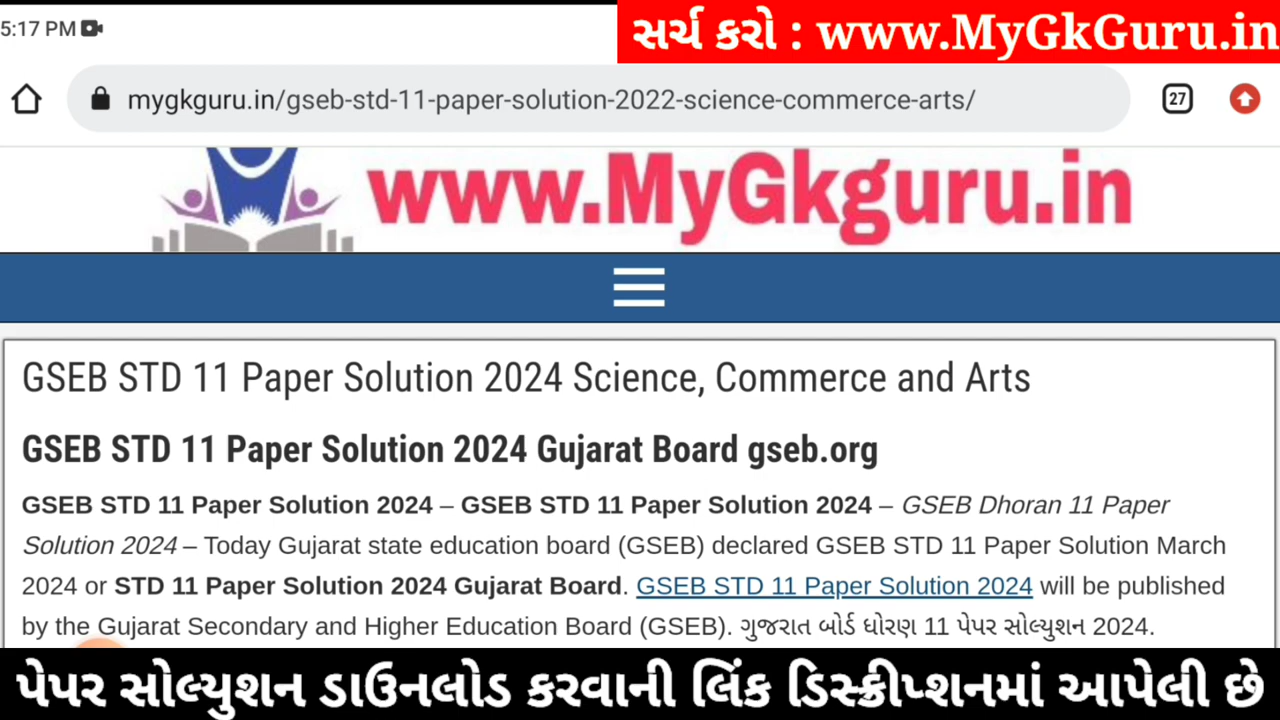 5:17 PM
સર્ચ કરો : www.MyGkGuru.in
mygkguru.in/gseb-std-11-paper-solution-2022-science-commerce-arts/
27
www.MyGkguru.in
GSEB STD 11 Paper Solution 2024 Science, Commerce and Arts
GSEB STD 11 Paper Solution 2024 Gujarat Board gseb.org
GSEB STD 11 Paper Solution 2024 – GSEB STD 11 Paper Solution 2024 – GSEB Dhoran 11 Paper
Solution 2024 – Today Gujarat state education board (GSEB) declared GSEB STD 11 Paper Solution March
2024 or STD 11 Paper Solution 2024 Gujarat Board. GSEB STD 11 Paper Solution 2024 will be published
by the Gujarat Secondary and Higher Education Board (GSEB). ગુજરાત બોર્ડ ધોરણ 11 પેપર સોલ્યુશન 2024.
પેપર સોલ્યુશન ડાઉનલોડ કરવાની લિંક ડિસ્ક્રીપ્શનમાં આપેલી છે